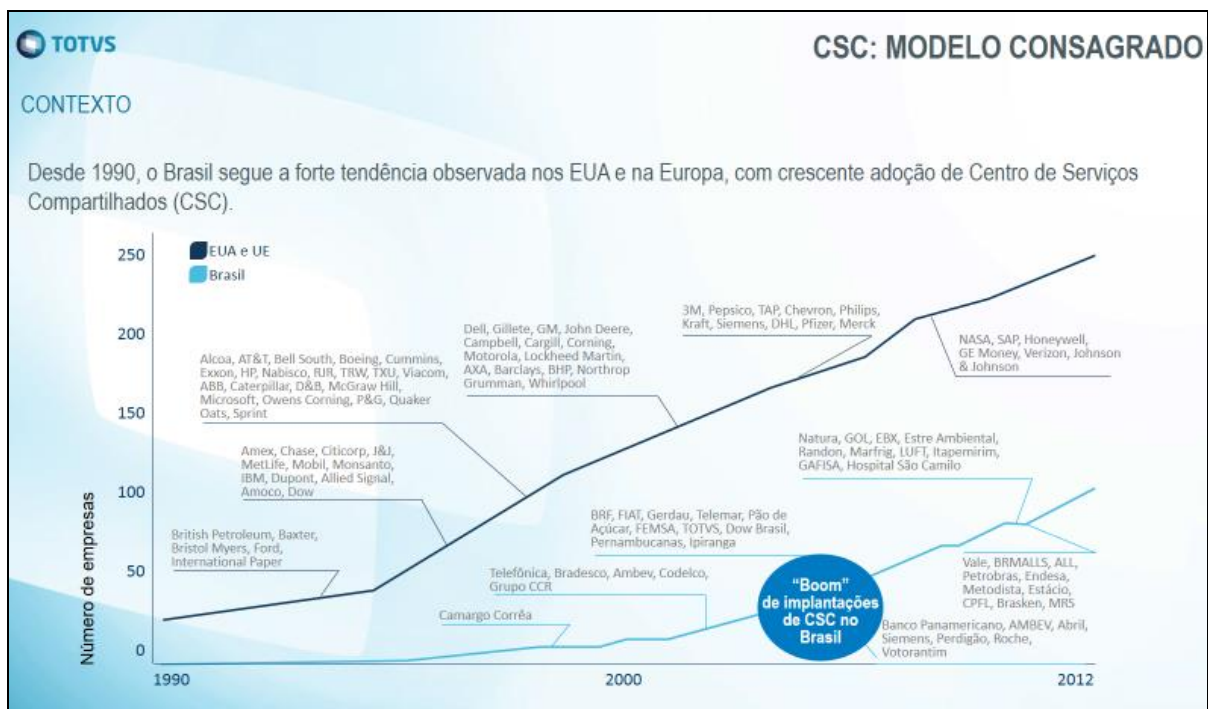 TOTVS
CSC: MODELO CONSAGRADO
CONTEXTO
Desde 1990, o Brasil segue a forte tendência observada nos EUA e na Europa, com crescente adoção de Centro de Serviços
Compartilhados (CSC).
250
200
150
100
50
0
Número de empresas
EUA e UE
Brasil
British Petroleum, Baxter,
Bristol Myers, Ford,
International Paper
Amex, Chase, Citicorp, J&J,
MetLife, Mobil, Monsanto,
IBM, Dupont, Allied Signal,
Amoco, Dow
Alcoa, AT&T, Bell South, Boeing, Cummins,
Exxon, HP, Nabisco, RJR, TRW, TXU, Viacom,
ABB, Caterpillar, D&B, McGraw Hill,
Microsoft, Owens Corning, P&G, Quaker
Oats, Sprint
Dell, Gillete, GM, John Deere,
Campbell, Cargill, Corning,
Motorola, Lockheed Martin,
AXA, Barclays, BHP, Northrop
Grumman, Whirlpool
3M, Pepsico, TAP, Chevron, Philips,
Kraft, Siemens, DHL, Pfizer, Merck
NASA, SAP, Honeywell,
GE Money, Verizon, Johnson
& Johnson
Camargo Corrêa
Telefônica, Bradesco, Ambev, Codelco,
Grupo CCR
BRF, FIAT, Gerdau, Telemar, Pão de
Açúcar, FEMSA, TOTVS, Dow Brasil,
Pernambucanas, Ipiranga
Natura, GOL, EBX, Estre Ambiental,
Randon, Marfrig, LUFT, Itapemirim,
GAFISA, Hospital São Camilo
"Boom"
de implantações
de CSC no
Brasil
Vale, BRMALLS, ALL,
Petrobras, Endesa,
Metodista, Estácio,
CPFL, Brasken, MRS
Banco Panamericano, AMBEV, Abril,
Siemens, Perdigão, Roche,
Votorantim
1990
2000
2012